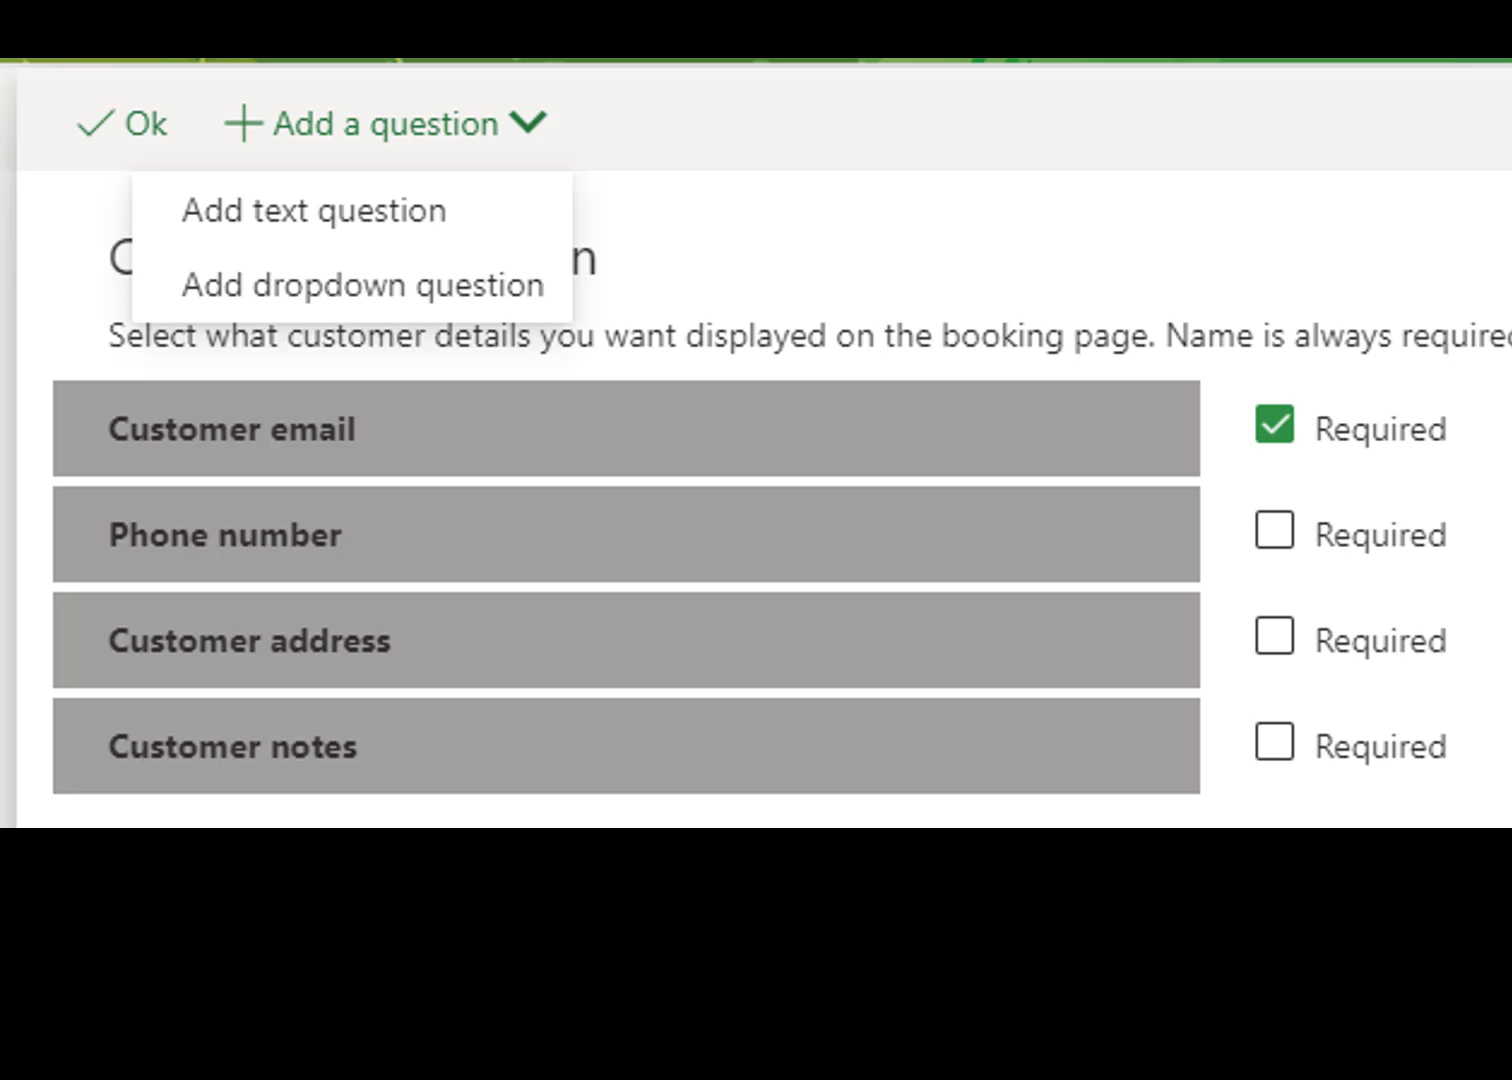 Ok
Add a question
Add text question
Add dropdown question
Select what customer details you want displayed on the booking page. Name is always
Customer email
Required
Phone number
Required
Customer address
Required
Customer notes
Required